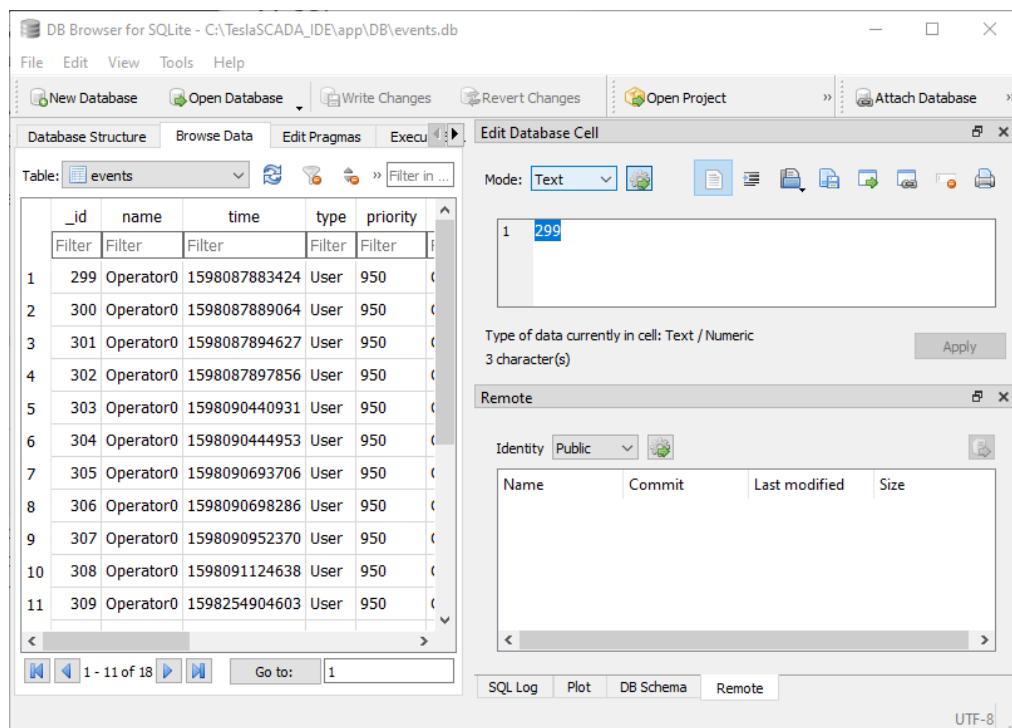 DB Browser for SQLite - C:\TeslaSCADA_IDE\app\DB\events.db
File Edit View Tools Help
New Database Open Database Write Changes Revert Changes Open Project » Attach Database »
Database Structure Browse Data Edit Pragmas Execu
Table: events » Filter in ...
_id name time type priority
Filter Filter Filter Filter Filter
1 299 Operator0 1598087883424 User 950
2 300 Operator0 1598087889064 User 950
3 301 Operator0 1598087894627 User 950
4 302 Operator0 1598087897856 User 950
5 303 Operator0 1598090440931 User 950
6 304 Operator0 1598090444953 User 950
7 305 Operator0 1598090693706 User 950
8 306 Operator0 1598090698286 User 950
9 307 Operator0 1598090952370 User 950
10 308 Operator0 1598091124638 User 950
11 309 Operator0 1598254904603 User 950
1 - 11 of 18 Go to: 1
Edit Database Cell
Mode: Text
1 299
Type of data currently in cell: Text / Numeric
3 character(s)
Apply
Remote
Identity Public
Name Commit Last modified Size
SQL Log Plot DB Schema Remote
UTF-8